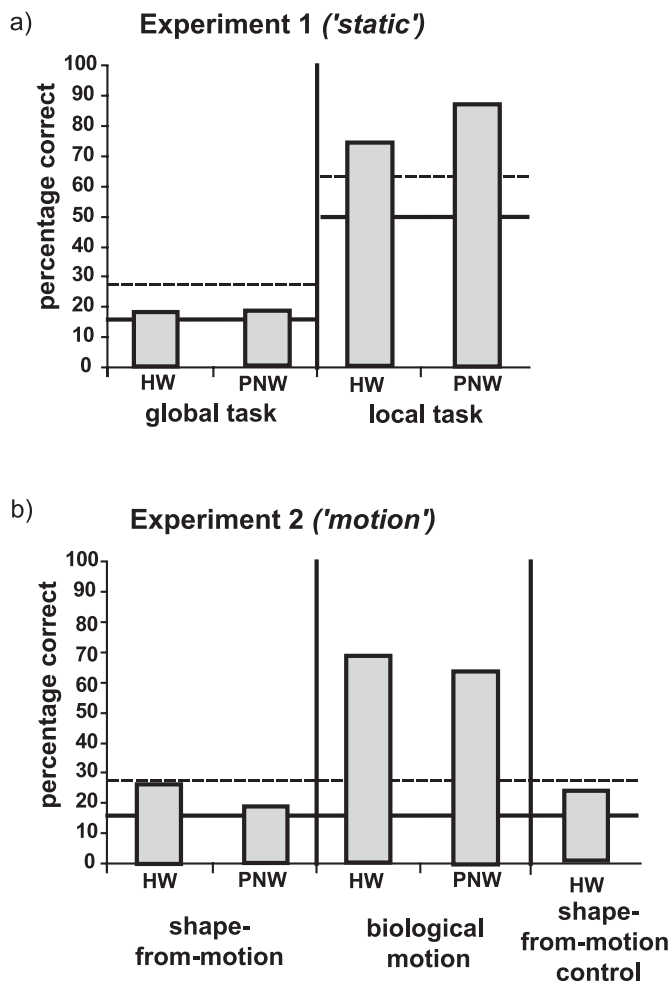 a)
Experiment 1 ('static')
percentage correct
100
90
80
70
60
50
40
30
20
10
0
HW PNW HW PNW
global task local task
b)
Experiment 2 ('motion')
percentage correct
100
90
80
70
60
50
40
30
20
10
0
HW PNW HW PNW HW
shape-
from-motion
biological
motion
shape-
from-motion
control